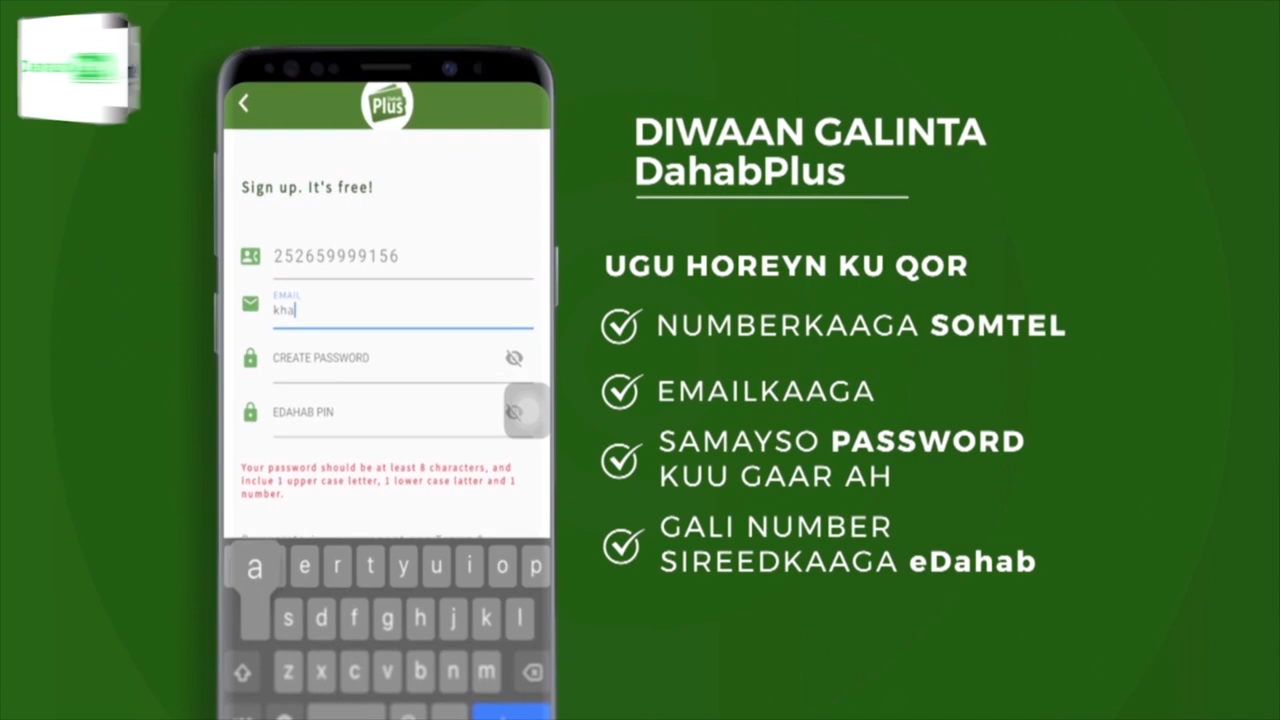 Plus
Sign up. It's free!
252659999156
EMAIL
kha
CREATE PASSWORD
EDAHAB PIN
Your password should be at least 8 characters, and
inclue 1 upper case letter, 1 lower case latter and 1
number.
a e r t y u i o p
s d f g h j k l
z x c v b n m
DIWAAN GALINTA
DahabPlus
UGU HOREYN KU QOR
NUMBERKAAGA SOMTEL
EMAILKAAGA
SAMAYSO PASSWORD
KUU GAAR AH
GALI NUMBER
SIREEDKAAGA eDahab